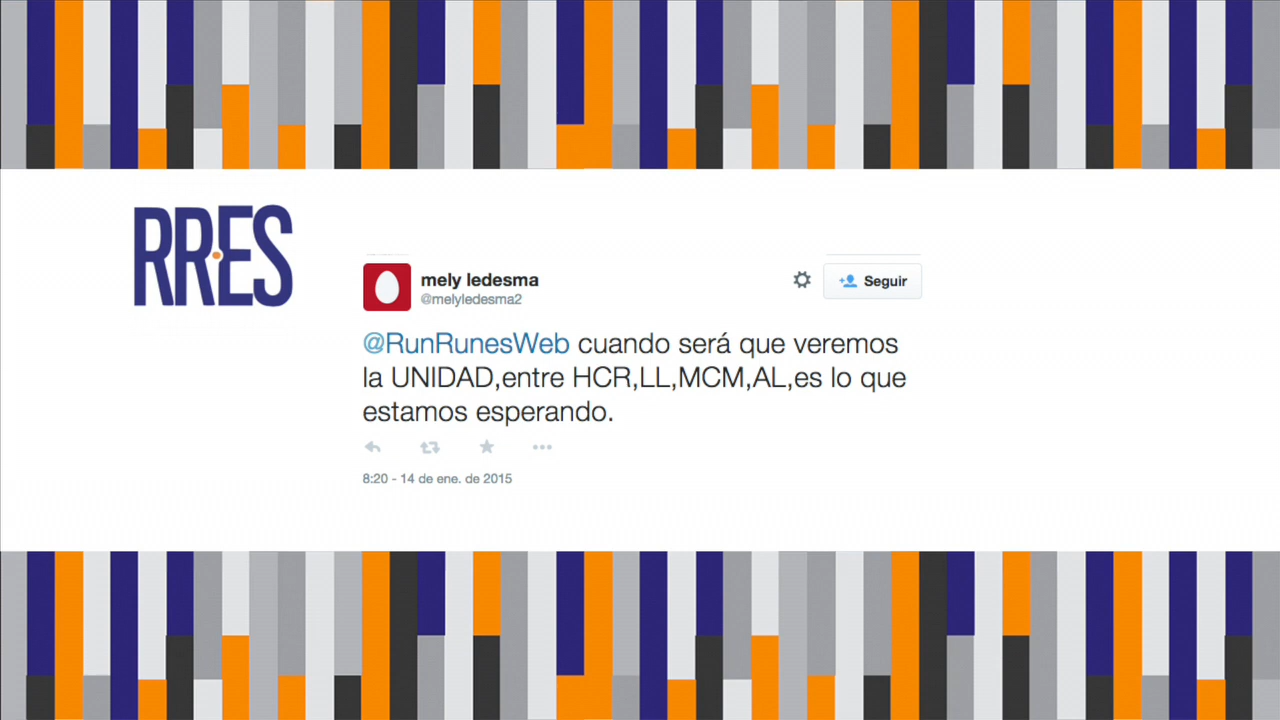 RR.ES
mely ledesma
@melyledesma2
Seguir
@RunRunesWeb cuando será que veremos
la UNIDAD,entre HCR,LL,MCM,AL,es lo que
estamos esperando.
8:20 - 14 de ene. de 2015